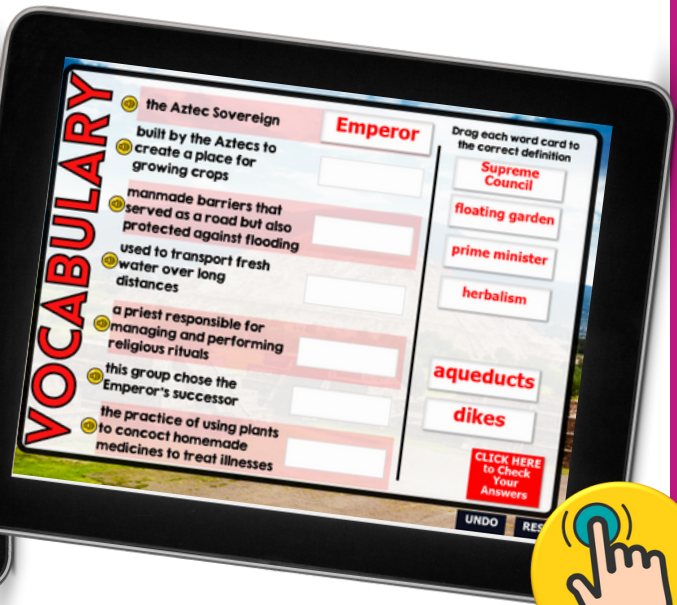 VOCABULARY
the Aztec Sovereign
Emperor
built by the Aztecs to
create a place for
growing crops
manmade barriers that
served as a road but also
protected against flooding
used to transport fresh
water over long
distances
a priest responsible for
managing and performing
religious rituals
this group chose the
Emperor's successor
the practice of using plants
to concoct homemade
medicines to treat illnesses
Drag each word card to
the correct definition
Supreme
Council
floating garden
prime minister
herbalism
aqueducts
dikes
CLICK HERE
to Check
Your
Answers
UNDO
RES